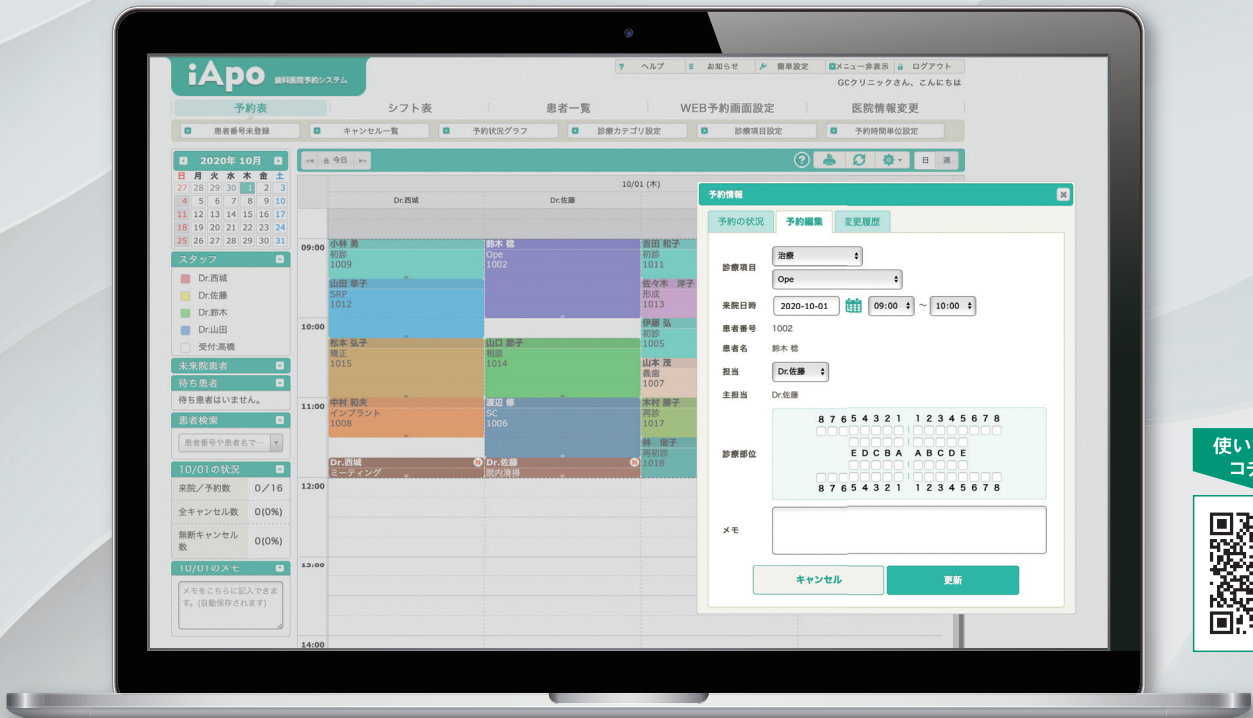 iApo 歯科医院予約システム
? ヘルプ お知らせ 簡単設定 メニュー非表示 ログアウト
GCクリニックさん、こんにちは
予約表 シフト表 患者一覧 WEB予約画面設定 医院情報変更
患者番号未登録 キャンセル一覧 予約状況グラフ 診療カテゴリ設定 診療項目設定 予約時間単位設定
2020年 10月
日 月 火 水 木 金 土
27 28 29 30 1 2 3
4 5 6 7 8 9 10
11 12 13 14 15 16 17
18 19 20 21 22 23 24
25 26 27 28 29 30 31
スタッフ
Dr.西城
Dr.佐藤
Dr.鈴木
Dr.山田
受付:高橋
未来院患者
待ち患者
待ち患者はいません。
患者検索
患者番号や患者名で…
10/01の状況
来院／予約数 0／16
全キャンセル数 0(0%)
無断キャンセル数 0(0%)
10/01のメモ
メモをこちらに記入できま
す。(自動保存されます)
今日
? 日 週
10/01 (木)
Dr.西城 Dr.佐藤
09:00
10:00
11:00
12:00
13:00
14:00
小林 勇
初診
1009
山田 幸子
SRP
1012
松本 弘子
矯正
1015
中村 和夫
インプラント
1008
Dr.西城
ミーティング
鈴木 稔
Ope
1002
山口 節子
相談
1014
渡辺 修
SC
1006
Dr.佐藤
院内清掃
吉田 和子
初診
1011
佐々木 洋子
形成
1013
伊藤 弘
初診
1005
山本 茂
義歯
1007
木村 勝子
再診
1017
林 信子
再初診
1018
予約情報
予約の状況 予約編集 変更履歴
診療項目 治療
Ope
来院日時 2020-10-01 09:00 ～ 10:00
患者番号 1002
患者名 鈴木 稔
担当 Dr.佐藤
主担当 Dr.佐藤
診療部位
8 7 6 5 4 3 2 1 1 2 3 4 5 6 7 8
E D C B A A B C D E
8 7 6 5 4 3 2 1 1 2 3 4 5 6 7 8
メモ
キャンセル 更新
使い
コチ